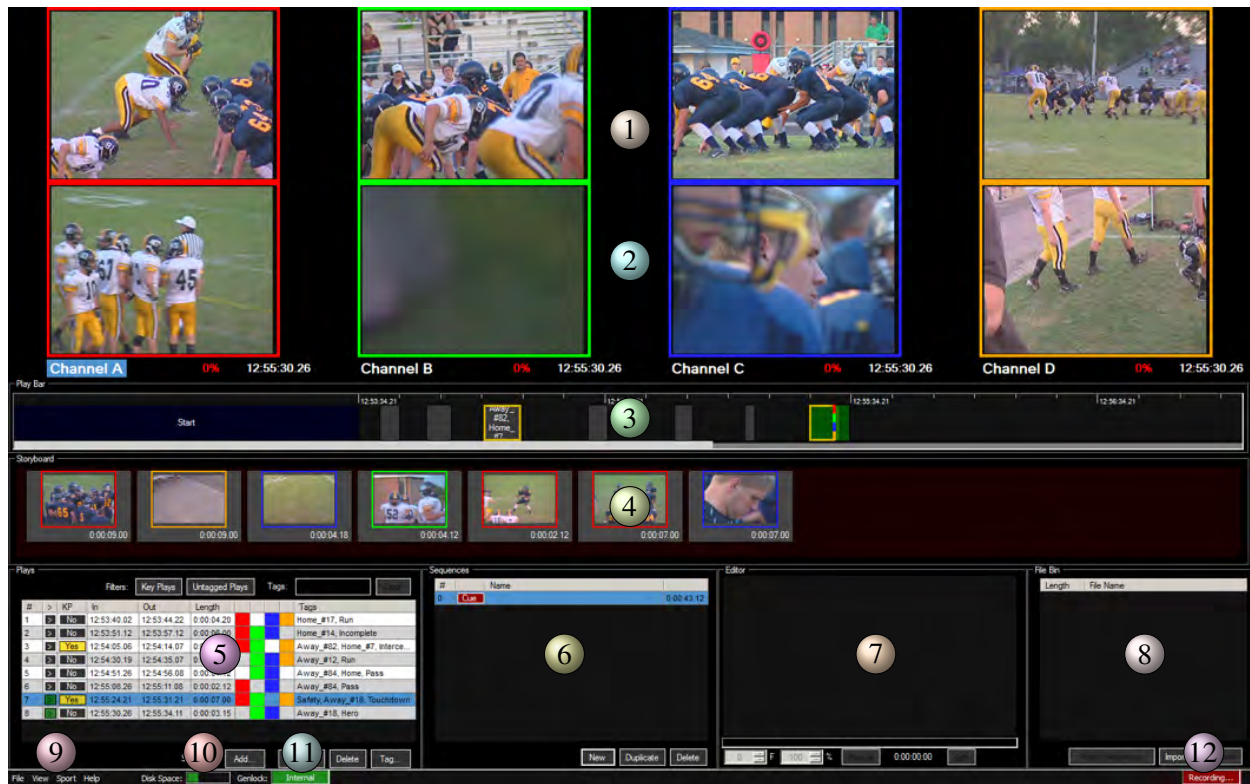 1
2
Channel A 0% 12:55:30.26
Channel B 0% 12:55:30.26
Channel C 0% 12:55:30.26
Channel D 0% 12:55:30.26
Play Bar
12:53:34.21 12:55:34.21 12:56:34.21
Start
Away_
#82,
Home_
#7
3
Storyboard
0:00:09.00 0:00:09.00 0:00:04.18 0:00:04.12 0:00:02.12 0:00:07.00 0:00:07.00
4
Plays
Filters: Key Plays Untagged Plays Tags:
# > KP In Out Length Tags
1 > No 12:53:40.02 12:53:44.22 0:00:04.20 Home_#17, Run
2 > No 12:53:51.12 12:53:57.12 Home_#14, Incomplete
3 > Yes 12:54:05.06 12:54:14.07 Away_#82, Home_#7, Interce...
4 > No 12:54:30.19 12:54:35.07 Away_#12, Run
5 > No 12:54:51.26 12:54:56.08 Away_#84, Home, Pass
6 > No 12:55:08.26 12:55:11.08 0:00:02.12 Away_#84, Pass
7 > Yes 12:55:24.21 12:55:31.21 0:00:07.00 Safety, Away_#18, Touchdown
8 > No 12:55:30.26 12:55:34.11 0:00:03.15 Away_#18, Hero
5
Add... Delete Tag...
Sequences
# Name
0 Cue 0:00:43.12
6
New Duplicate Delete
Editor
7
0 F 100 % 0:00:00.00
File Bin
Length File Name
8
9 10 11 12
File View Sport Help Disk Space: Genlock: Internal Recording...